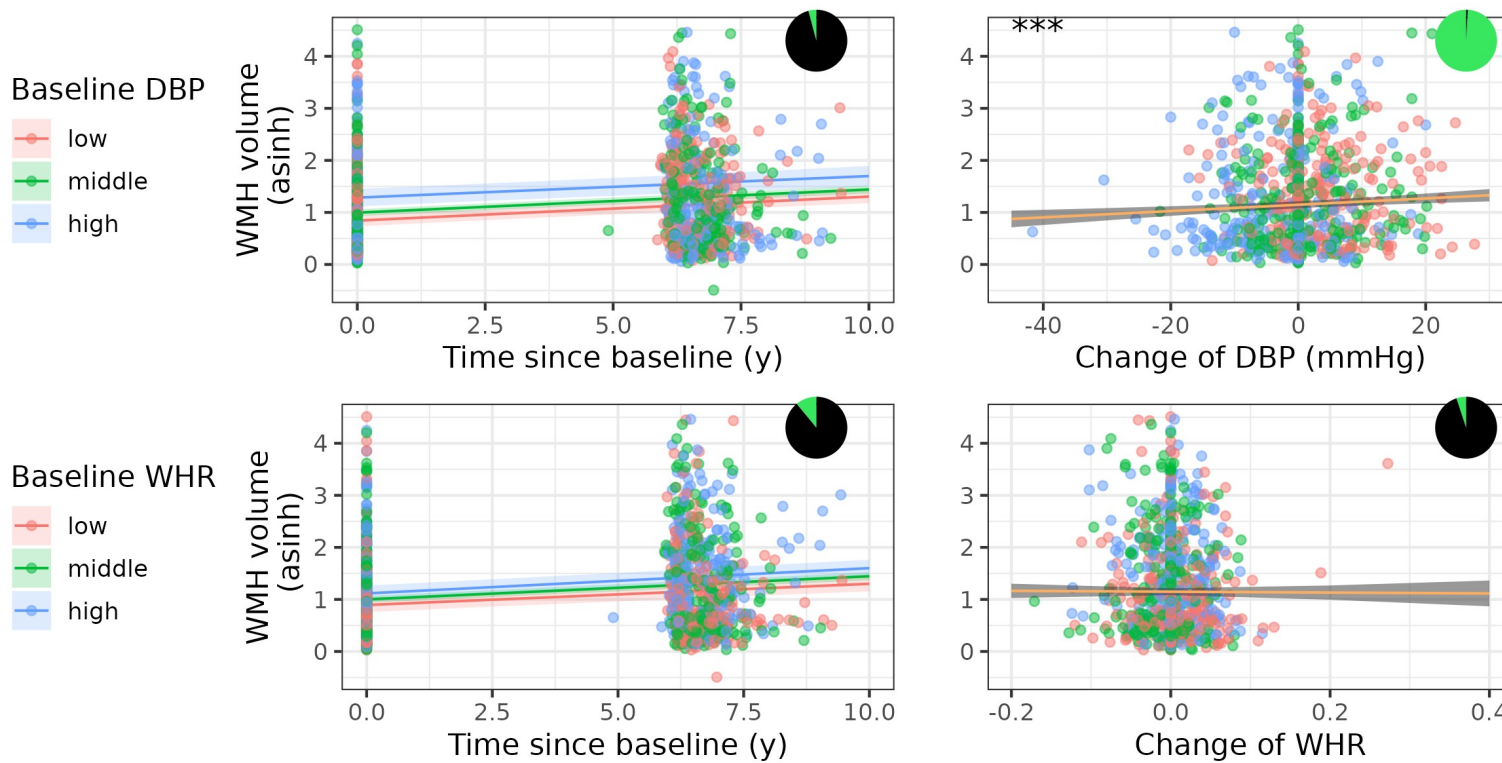 Baseline DBP
low
middle
high
WMH volume
(asinh)
4
3
2
1
0
0.0 2.5 5.0 7.5 10.0
Time since baseline (y)
***
4
3
2
1
0
-40 -20 0 20
Change of DBP (mmHg)
Baseline WHR
low
middle
high
WMH volume
(asinh)
4
3
2
1
0
0.0 2.5 5.0 7.5 10.0
Time since baseline (y)
4
3
2
1
0
-0.2 0.0 0.2 0.4
Change of WHR